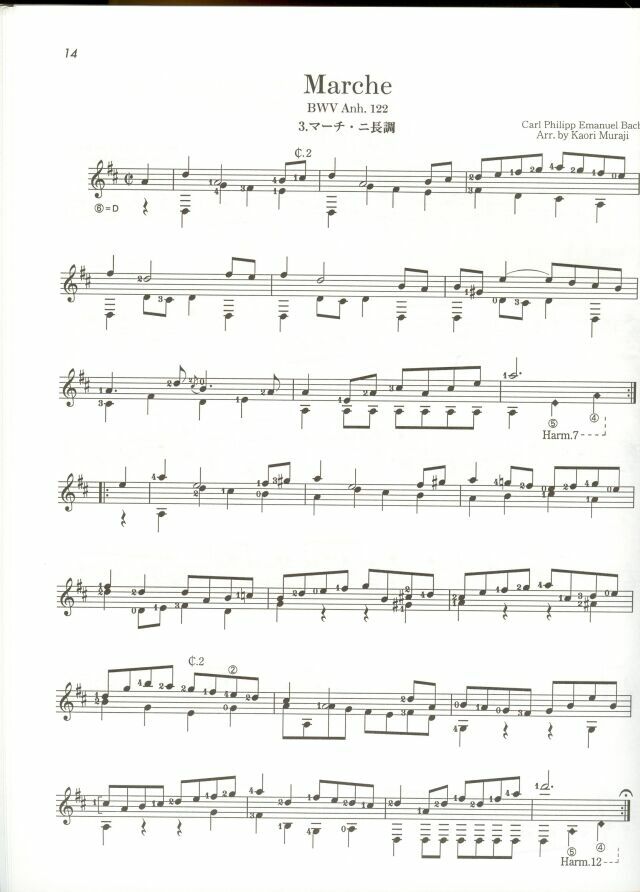 14
Marche
BWV Anh. 122
3.マーチ・ニ長調
Carl Philipp Emanuel Bach
Arr. by Kaori Muraji
₵.2
⑥=D
⑤ ④
Harm.7
₵.2
②
⑤ ④
Harm.12